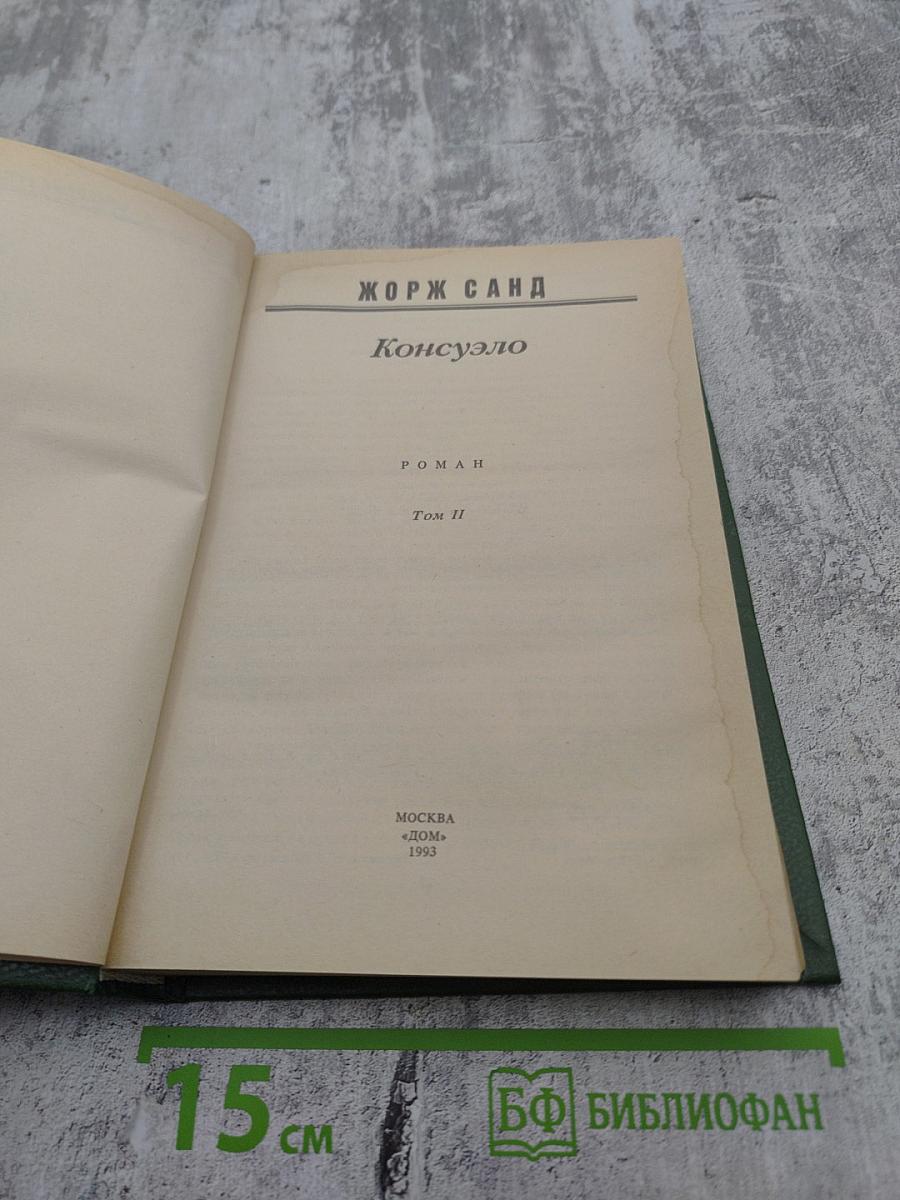 ЖОРЖ САНД
Консуэло
РОМАН
Том II
МОСКВА
«ДОМ»
1993
15 см
БФ БИБЛИОФАН